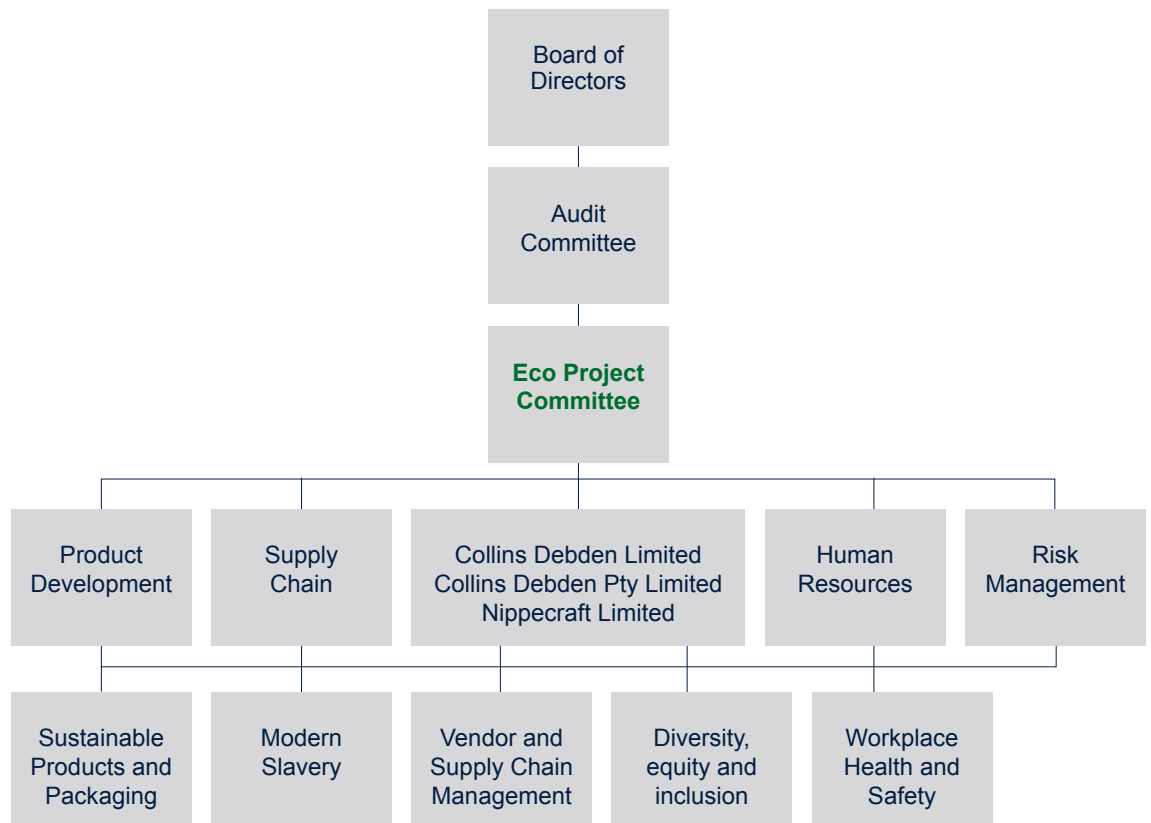 Board of
Directors
Audit
Committee
Eco Project
Committee
Product
Development
Supply
Chain
Collins Debden Limited
Collins Debden Pty Limited
Nippecraft Limited
Human
Resources
Risk
Management
Sustainable
Products and
Packaging
Modern
Slavery
Vendor and
Supply Chain
Management
Diversity,
equity and
inclusion
Workplace
Health and
Safety